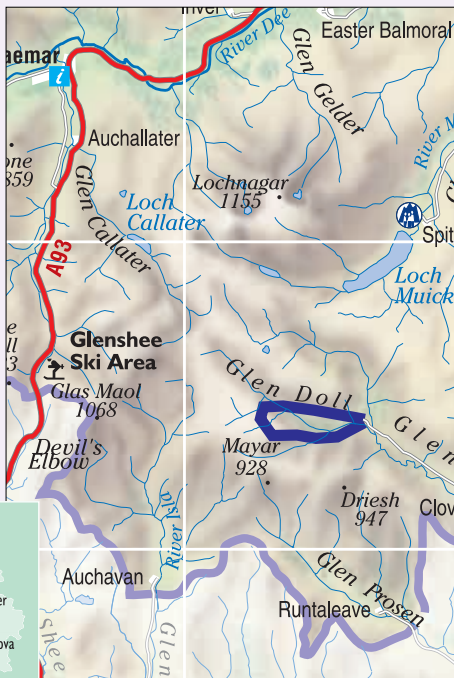 Inver
River Dee
Easter Balmoral
aemar
i
Glen Gelder
Auchallater
River M
one
859
Glen Callater
Lochnagar
1155
Loch
Callater
Spit
A93
Loch
Muick
Glenshee
Ski Area
Glas Maol
1068
Glen Doll
Glen
Devil's
Elbow
Mayar
928
Driesh
947
Clov
River Isla
Auchavan
Glen Prosen
Runtaleave
Shee
Glen
ova